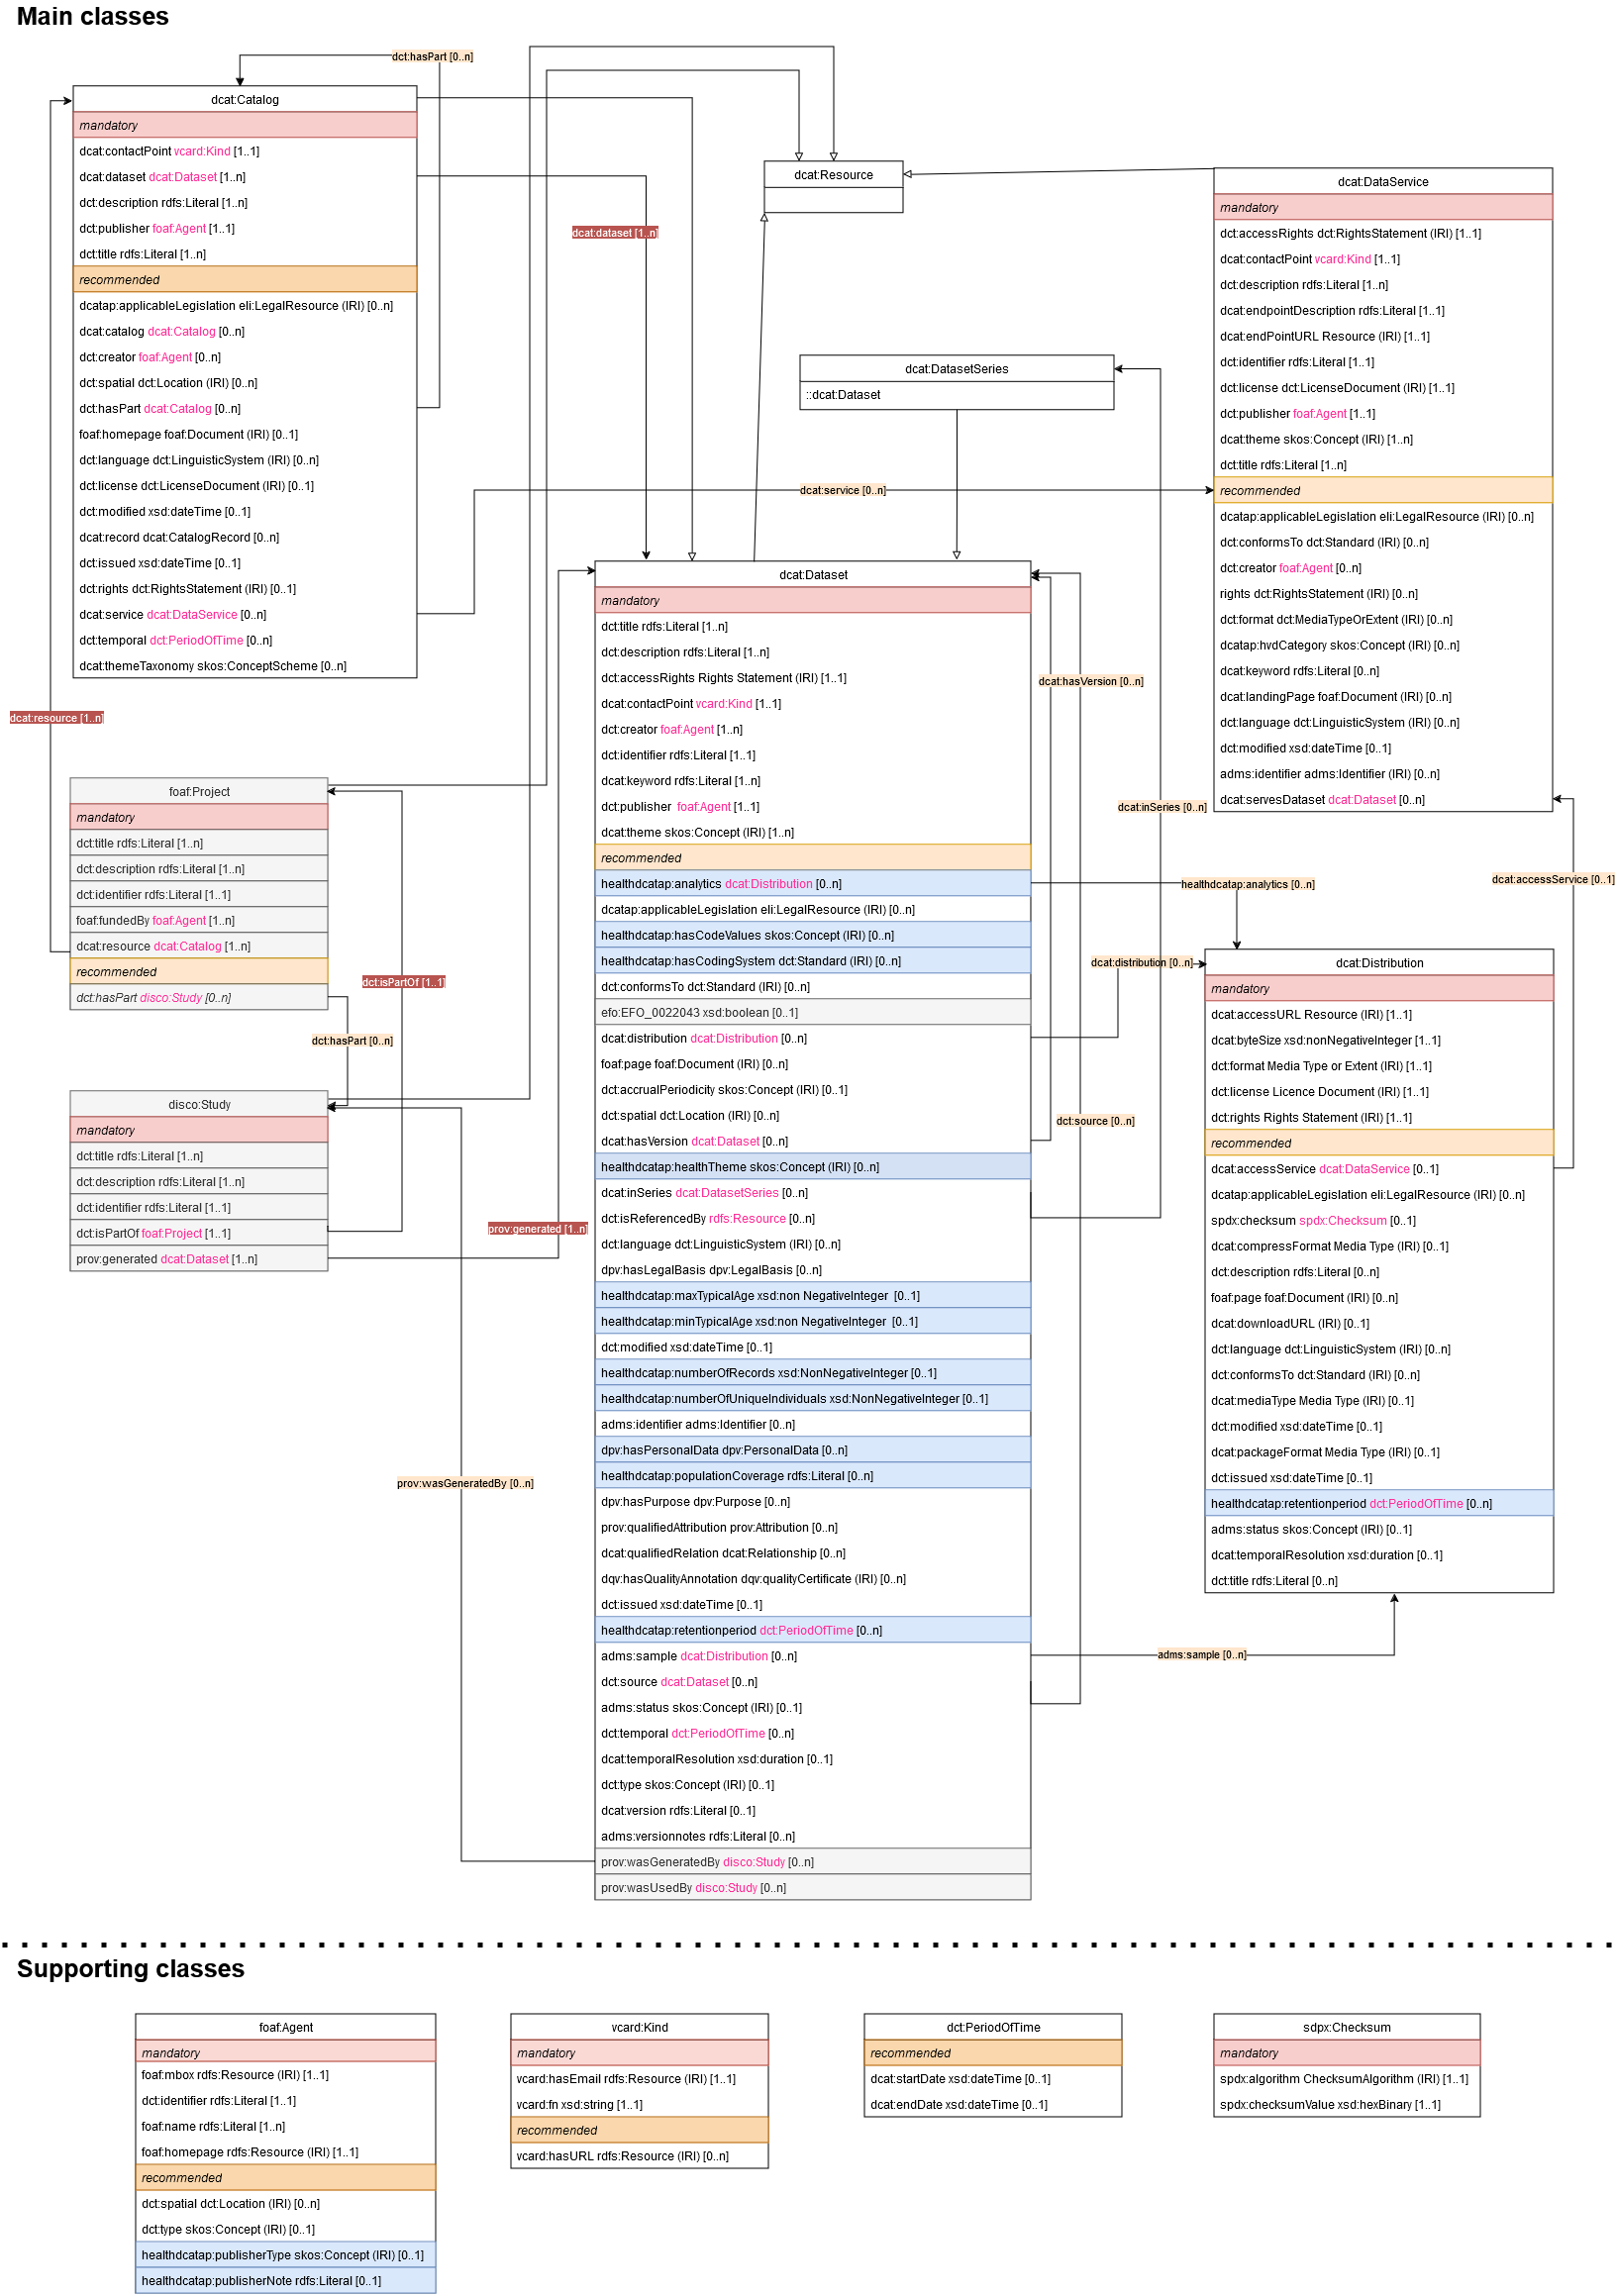 Main classes
dct:hasPart [0..n]
dcat:Catalog
mandatory
dcat:contactPoint vcard:Kind [1..1]
dcat:dataset dcat:Dataset [1..n]
dct:description rdfs:Literal [1..n]
dct:publisher foaf:Agent [1..1]
dct:title rdfs:Literal [1..n]
recommended
dcatap:applicableLegislation eli:LegalResource (IRI) [0..n]
dcat:catalog dcat:Catalog [0..n]
dct:creator foaf:Agent [0..n]
dct:spatial dct:Location (IRI) [0..n]
dct:hasPart dcat:Catalog [0..n]
foaf:homepage foaf:Document (IRI) [0..1]
dct:language dct:LinguisticSystem (IRI) [0..n]
dct:license dct:LicenseDocument (IRI) [0..1]
dct:modified xsd:dateTime [0..1]
dcat:record dcat:CatalogRecord [0..n]
dct:issued xsd:dateTime [0..1]
dct:rights dct:RightsStatement (IRI) [0..1]
dcat:service dcat:DataService [0..n]
dct:temporal dct:PeriodOfTime [0..n]
dcat:themeTaxonomy skos:ConceptScheme [0..n]
dcat:dataset [1..n]
dcat:Resource
dcat:DatasetSeries
::dcat:Dataset
dcat:service [0..n]
dcat:DataService
mandatory
dct:accessRights dct:RightsStatement (IRI) [1..1]
dcat:contactPoint vcard:Kind [1..1]
dct:description rdfs:Literal [1..n]
dcat:endpointDescription rdfs:Literal [1..1]
dcat:endPointURL Resource (IRI) [1..1]
dct:identifier rdfs:Literal [1..1]
dct:license dct:LicenseDocument (IRI) [1..1]
dct:publisher foaf:Agent [1..1]
dcat:theme skos:Concept (IRI) [1..n]
dct:title rdfs:Literal [1..n]
recommended
dcatap:applicableLegislation eli:LegalResource (IRI) [0..n]
dct:conformsTo dct:Standard (IRI) [0..n]
dct:creator foaf:Agent [0..n]
rights dct:RightsStatement (IRI) [0..n]
dct:format dct:MediaTypeOrExtent (IRI) [0..n]
dcatap:hvdCategory skos:Concept (IRI) [0..n]
dcat:keyword rdfs:Literal [0..n]
dcat:landingPage foaf:Document (IRI) [0..n]
dct:language dct:LinguisticSystem (IRI) [0..n]
dct:modified xsd:dateTime [0..1]
adms:identifier adms:Identifier (IRI) [0..n]
dcat:servesDataset dcat:Dataset [0..n]
dcat:resource [1..n]
foaf:Project
mandatory
dct:title rdfs:Literal [1..n]
dct:description rdfs:Literal [1..n]
dct:identifier rdfs:Literal [1..1]
foaf:fundedBy foaf:Agent [1..n]
dcat:resource dcat:Catalog [1..n]
recommended
dct:hasPart disco:Study [0..n]
dct:isPartOf [1..1]
dct:hasPart [0..n]
disco:Study
mandatory
dct:title rdfs:Literal [1..n]
dct:description rdfs:Literal [1..n]
dct:identifier rdfs:Literal [1..1]
dct:isPartOf foaf:Project [1..1]
prov:generated dcat:Dataset [1..n]
prov:generated [1..n]
prov:wasGeneratedBy [0..n]
dcat:Dataset
mandatory
dct:title rdfs:Literal [1..n]
dct:description rdfs:Literal [1..n]
dct:accessRights Rights Statement (IRI) [1..1]
dcat:contactPoint vcard:Kind [1..1]
dct:creator foaf:Agent [1..n]
dct:identifier rdfs:Literal [1..1]
dcat:keyword rdfs:Literal [1..n]
dct:publisher foaf:Agent [1..1]
dcat:theme skos:Concept (IRI) [1..n]
recommended
healthdcatap:analytics dcat:Distribution [0..n]
dcatap:applicableLegislation eli:LegalResource (IRI) [0..n]
healthdcatap:hasCodeValues skos:Concept (IRI) [0..n]
healthdcatap:hasCodingSystem dct:Standard (IRI) [0..n]
dct:conformsTo dct:Standard (IRI) [0..n]
efo:EFO_0022043 xsd:boolean [0..1]
dcat:distribution dcat:Distribution [0..n]
foaf:page foaf:Document (IRI) [0..n]
dct:accrualPeriodicity skos:Concept (IRI) [0..1]
dct:spatial dct:Location (IRI) [0..n]
dcat:hasVersion dcat:Dataset [0..n]
healthdcatap:healthTheme skos:Concept (IRI) [0..n]
dcat:inSeries dcat:DatasetSeries [0..n]
dct:isReferencedBy rdfs:Resource [0..n]
dct:language dct:LinguisticSystem (IRI) [0..n]
dpv:hasLegalBasis dpv:LegalBasis [0..n]
healthdcatap:maxTypicalAge xsd:non NegativeInteger [0..1]
healthdcatap:minTypicalAge xsd:non NegativeInteger [0..1]
dct:modified xsd:dateTime [0..1]
healthdcatap:numberOfRecords xsd:NonNegativeInteger [0..1]
healthdcatap:numberOfUniqueIndividuals xsd:NonNegativeInteger [0..1]
adms:identifier adms:Identifier [0..n]
dpv:hasPersonalData dpv:PersonalData [0..n]
healthdcatap:populationCoverage rdfs:Literal [0..n]
dpv:hasPurpose dpv:Purpose [0..n]
prov:qualifiedAttribution prov:Attribution [0..n]
dcat:qualifiedRelation dcat:Relationship [0..n]
dqv:hasQualityAnnotation dqv:qualityCertificate (IRI) [0..n]
dct:issued xsd:dateTime [0..1]
healthdcatap:retentionperiod dct:PeriodOfTime [0..n]
adms:sample dcat:Distribution [0..n]
dct:source dcat:Dataset [0..n]
adms:status skos:Concept (IRI) [0..1]
dct:temporal dct:PeriodOfTime [0..n]
dcat:temporalResolution xsd:duration [0..1]
dct:type skos:Concept (IRI) [0..1]
dcat:version rdfs:Literal [0..1]
adms:versionnotes rdfs:Literal [0..n]
prov:wasGeneratedBy disco:Study [0..n]
prov:wasUsedBy disco:Study [0..n]
dcat:hasVersion [0..n]
dcat:inSeries [0..n]
healthdcatap:analytics [0..n]
dcat:accessService [0..1]
dcat:distribution [0..n]
dct:source [0..n]
adms:sample [0..n]
dcat:Distribution
mandatory
dcat:accessURL Resource (IRI) [1..1]
dcat:byteSize xsd:nonNegativeInteger [1..1]
dct:format Media Type or Extent (IRI) [1..1]
dct:license Licence Document (IRI) [1..1]
dct:rights Rights Statement (IRI) [1..1]
recommended
dcat:accessService dcat:DataService [0..1]
dcatap:applicableLegislation eli:LegalResource (IRI) [0..n]
spdx:checksum spdx:Checksum [0..1]
dcat:compressFormat Media Type (IRI) [0..1]
dct:description rdfs:Literal [0..n]
foaf:page foaf:Document (IRI) [0..n]
dcat:downloadURL (IRI) [0..1]
dct:language dct:LinguisticSystem (IRI) [0..n]
dct:conformsTo dct:Standard (IRI) [0..n]
dcat:mediaType Media Type (IRI) [0..1]
dct:modified xsd:dateTime [0..1]
dcat:packageFormat Media Type (IRI) [0..1]
dct:issued xsd:dateTime [0..1]
healthdcatap:retentionperiod dct:PeriodOfTime [0..n]
adms:status skos:Concept (IRI) [0..1]
dcat:temporalResolution xsd:duration [0..1]
dct:title rdfs:Literal [0..n]
Supporting classes
foaf:Agent
mandatory
foaf:mbox rdfs:Resource (IRI) [1..1]
dct:identifier rdfs:Literal [1..1]
foaf:name rdfs:Literal [1..n]
foaf:homepage rdfs:Resource (IRI) [1..1]
recommended
dct:spatial dct:Location (IRI) [0..n]
dct:type skos:Concept (IRI) [0..1]
healthdcatap:publisherType skos:Concept (IRI) [0..1]
healthdcatap:publisherNote rdfs:Literal [0..1]
vcard:Kind
mandatory
vcard:hasEmail rdfs:Resource (IRI) [1..1]
vcard:fn xsd:string [1..1]
recommended
vcard:hasURL rdfs:Resource (IRI) [0..n]
dct:PeriodOfTime
recommended
dcat:startDate xsd:dateTime [0..1]
dcat:endDate xsd:dateTime [0..1]
sdpx:Checksum
mandatory
spdx:algorithm ChecksumAlgorithm (IRI) [1..1]
spdx:checksumValue xsd:hexBinary [1..1]